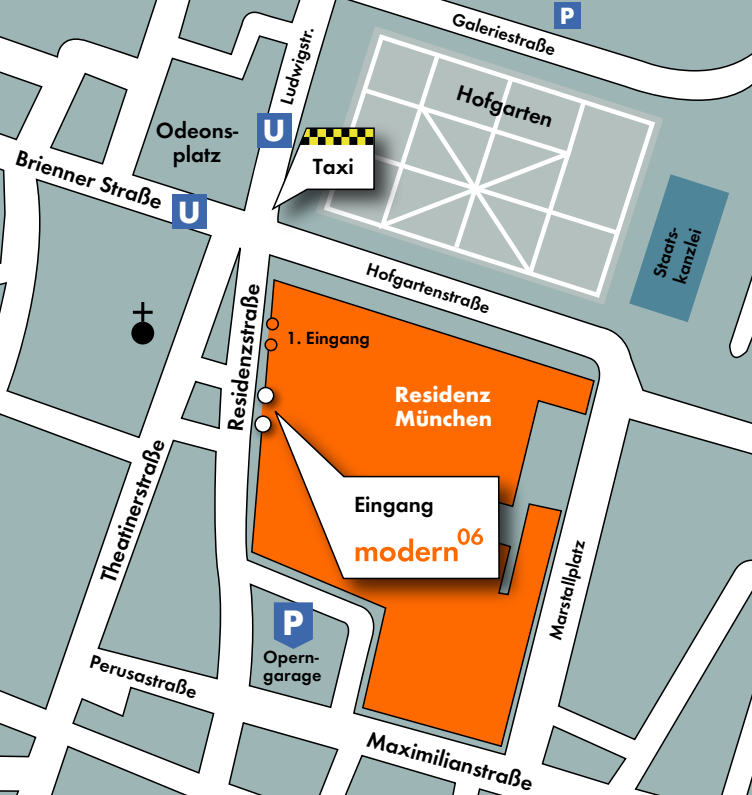 P
Galeriestraße
Ludwigstr.
Hofgarten
U
Odeons-
platz
Taxi
Brienner Straße
U
Staats-
kanzlei
Hofgartenstraße
Residenzstraße
1. Eingang
Residenz
München
Theatinerstraße
Eingang
modern06
Marstallplatz
P
Opern-
garage
Perusastraße
Maximilianstraße